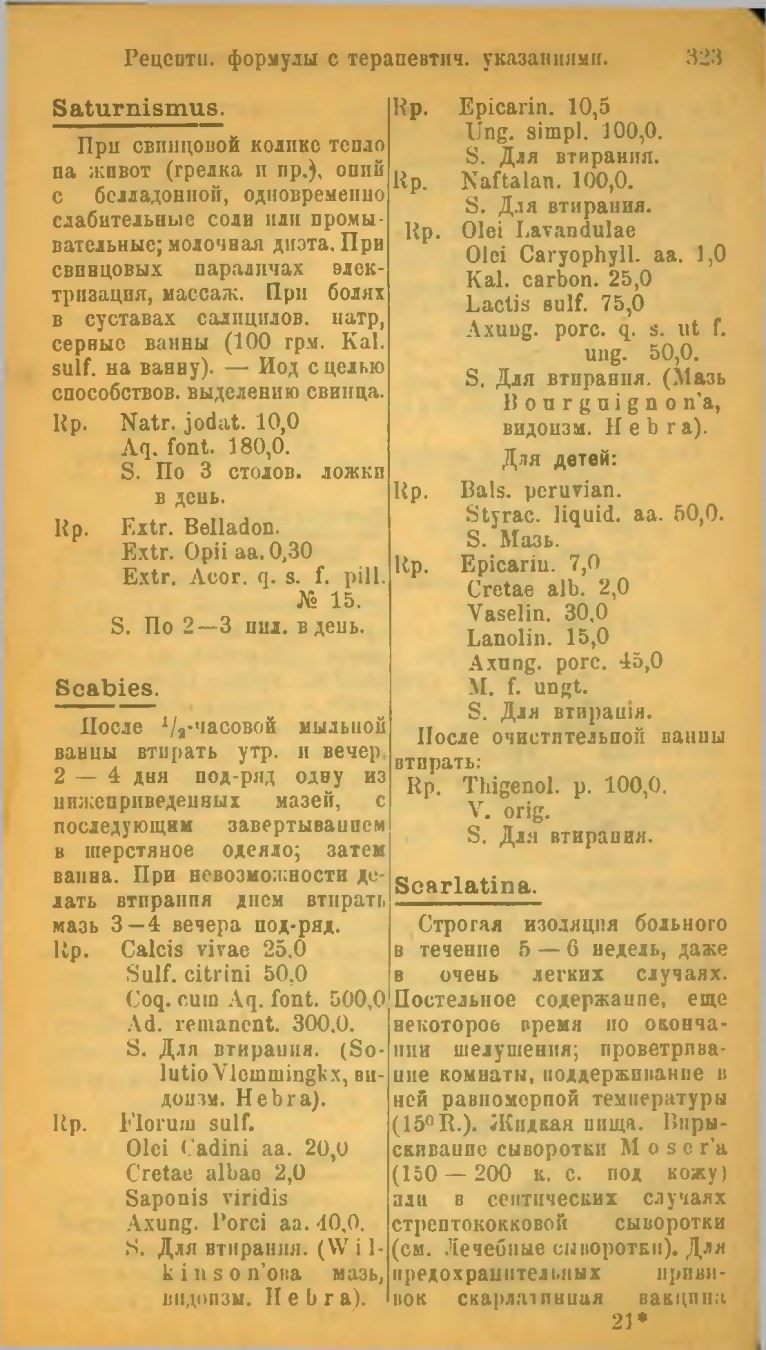 Рецептн. формулы с терапевтич. указаниями. 323
Saturnismus.
При свинцовой колике тепло
на живот (грелка и пр.), опий
с белладонной, одновременно
слабительные соли или промы-
вательные; молочная диэта. При
свинцовых параличах элек-
тризация, массаж. При болях
в суставах салицилов. натр,
серные ванны (100 грм. Kal.
sulf. на ванну). — Иод с целью
способствов. выделению свинца.
Rp. Natr. jodat. 10,0
Aq. font. 180,0.
S. По 3 столов. ложки
в день.
Rp. Extr. Belladon.
Extr. Opii aa. 0,30
Extr. Acor. q. s. f. pill.
№ 15.
S. По 2—3 пил. в день.
Scabies.
После 1/2-часовой мыльной
ванны втирать утр. и вечер.
2 — 4 дня под-ряд одну из
нижеприведенных мазей, с
последующим завертыванием
в шерстяное одеяло; затем
ванна. При невозможности де-
лать втирания днем втирать
мазь 3—4 вечера под-ряд.
Rp. Calcis vivae 25.0
Sulf. citrini 50,0
Coq. cum Aq. font. 500,0
Ad. remanent. 300,0.
S. Для втирания. (So-
lutio Vlemmingkx, ви-
доизм. Hebra).
Rp. Florum sulf.
Olei Cadini aa. 20,0
Cretae albae 2,0
Saponis viridis
Axung. Porci aa. 40,0.
S. Для втирания. (Wil-
kinson'ова мазь,
видоизм. Hebra).
Rp. Epicarin. 10,5
Ung. simpl. 100,0.
S. Для втирания.
Rp. Naftalan. 100,0.
S. Для втирания.
Rp. Olei Lavandulae
Olei Caryophyll. aa. 1,0
Kal. carbon. 25,0
Lactis sulf. 75,0
Axung. porc. q. s. ut f.
ung. 50,0.
S. Для втирания. (Мазь
Bourguignon'a,
видоизм. Hebra).
Для детей:
Rp. Bals. peruvian.
Styrac. liquid. aa. 50,0.
S. Мазь.
Rp. Epicarin. 7,0
Cretae alb. 2,0
Vaselin. 30,0
Lanolin. 15,0
Axung. porc. 45,0
M. f. ungt.
S. Для втиранія.
После очистительной ванны
втирать:
Rp. Thigenol. p. 100,0.
V. orig.
S. Для втирания.
Scarlatina.
Строгая изоляция больного
в течение 5 — 6 недель, даже
в очень легких случаях.
Постельное содержание, еще
некоторое время по оконча-
нии шелушения; проветрива-
ние комнаты, поддерживание в
ней равномерной температуры
(15° R.). Жидкая пища. Впры-
скивание сыворотки Moser'а
(150 — 200 к. с. под кожу)
или в септических случаях
стрептококковой сыворотки
(см. Лечебные сыворотки). Для
предохранительных приви-
вок скарлатинная вакцина
21*